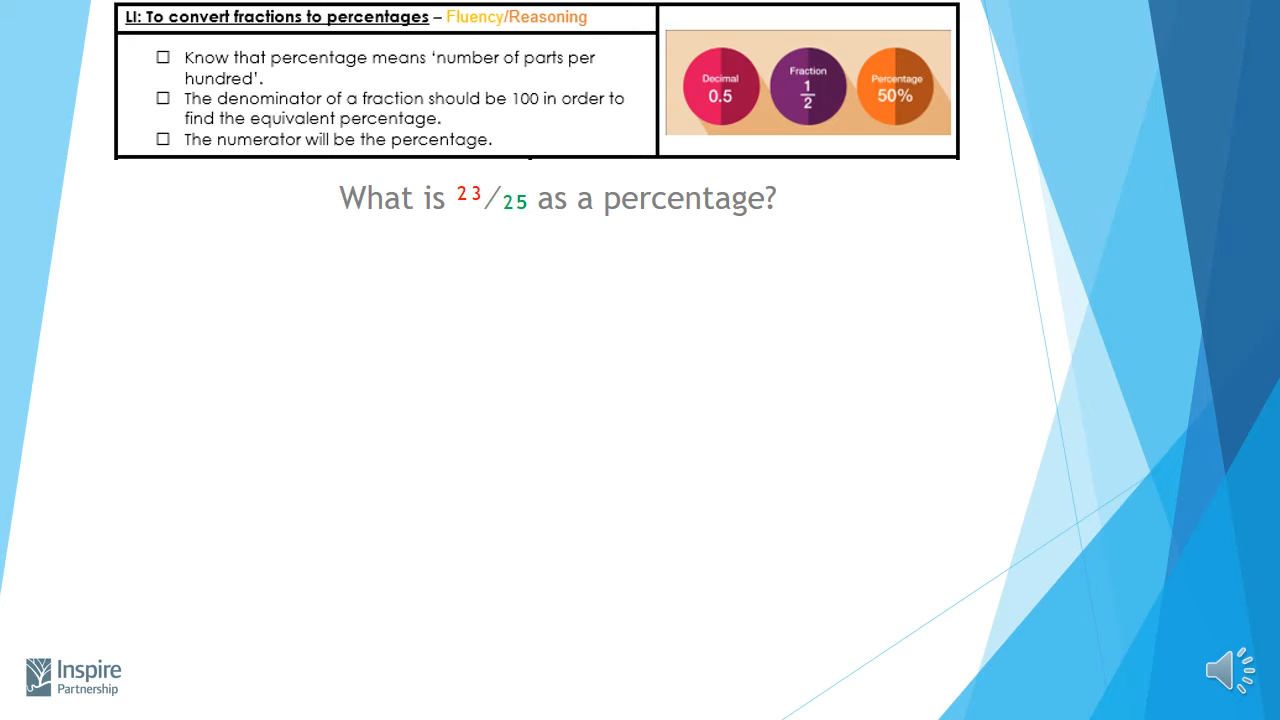 LI: To convert fractions to percentages – Fluency/Reasoning
☐ Know that percentage means ‘number of parts per
hundred’.
☐ The denominator of a fraction should be 100 in order to
find the equivalent percentage.
☐ The numerator will be the percentage.
Decimal
0.5
Fraction
1
2
Percentage
50%
What is 23/25 as a percentage?
Inspire
Partnership